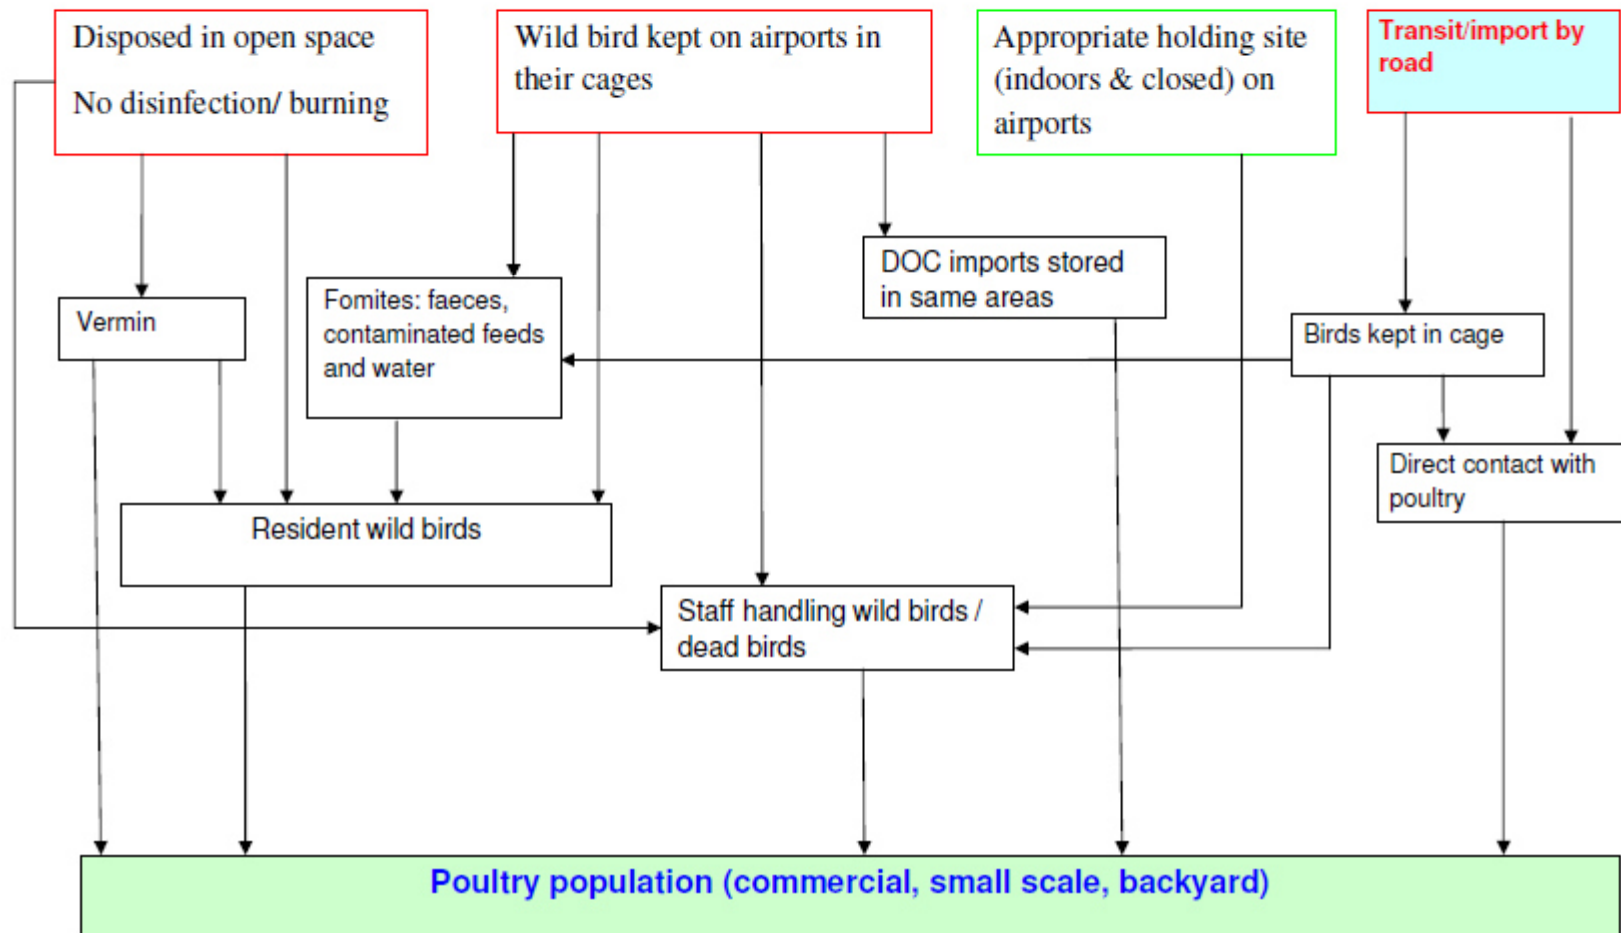 Disposed in open space
No disinfection/ burning
Wild bird kept on airports in
their cages
Appropriate holding site
(indoors & closed) on
airports
Transit/import by
road
DOC imports stored
in same areas
Vermin
Fomites: faeces,
contaminated feeds
and water
Birds kept in cage
Direct contact with
poultry
Resident wild birds
Staff handling wild birds /
dead birds
Poultry population (commercial, small scale, backyard)